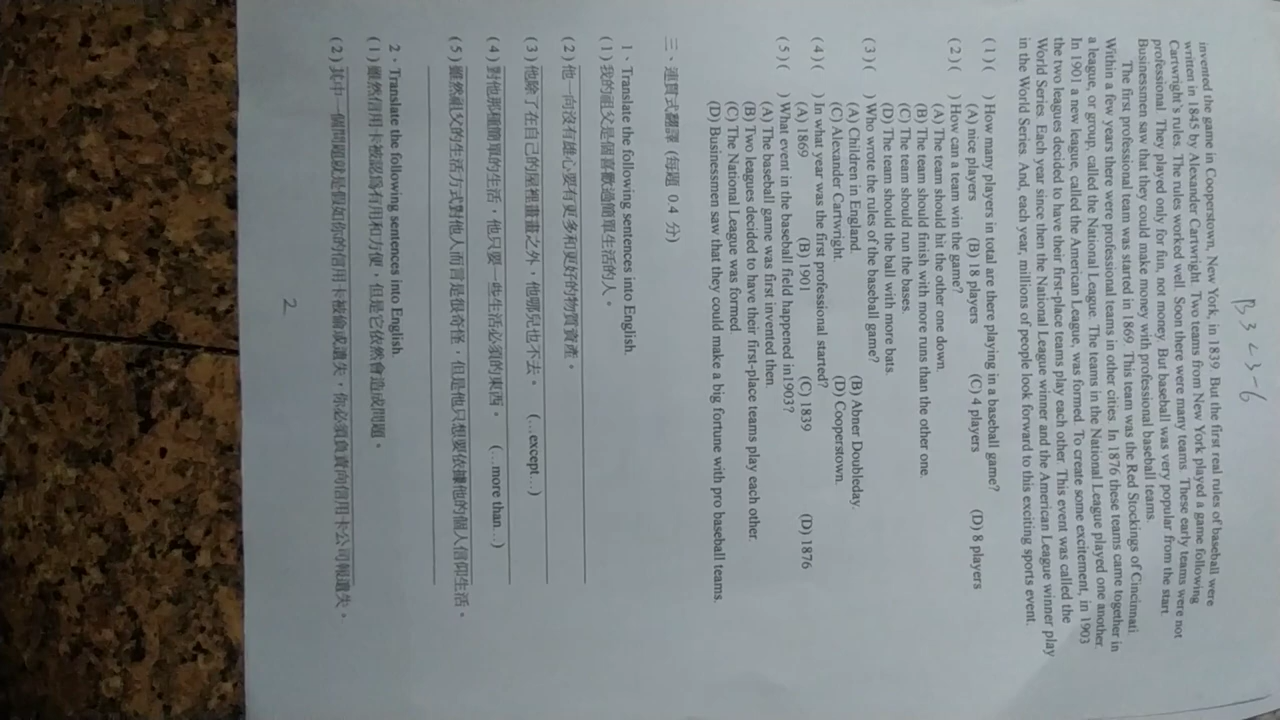 B3 L3-6
invented the game in Cooperstown, New York, in 1839. But the first real rules of baseball were
written in 1845 by Alexander Cartwright. Two teams from New York played a game following
Cartwright's rules. The rules worked well. Soon there were many teams. These early teams were not
professional. They played only for fun, not money. But baseball was very popular from the start.
Businessmen saw that they could make money with professional baseball teams.
The first professional team was started in 1869. This team was the Red Stockings of Cincinnati.
Within a few years there were professional teams in other cities. In 1876 these teams came together in
a league, or group, called the National League. The teams in the National League played one another.
In 1901 a new league, called the American League, was formed. To create some excitement, in 1903
the two leagues decided to have their first-place teams play each other. This event was called the
World Series. Each year since then the National League winner and the American League winner play
in the World Series. And, each year, millions of people look forward to this exciting sports event.
(1) ( ) How many players in total are there playing in a baseball game?
(A) nice players (B) 18 players (C) 4 players (D) 8 players
(2) ( ) How can a team win the game?
(A) The team should hit the other one down.
(B) The team should finish with more runs than the other one.
(C) The team should run the bases.
(D) The team should the ball with more bats.
(3) ( ) Who wrote the rules of the baseball game?
(A) Children in England. (B) Abner Doubleday.
(C) Alexander Cartwright. (D) Cooperstown.
(4) ( ) In what year was the first professional started?
(A) 1869 (B) 1901 (C) 1839 (D) 1876
(5) ( ) What event in the baseball field happened in 1903?
(A) The baseball game was first invented then.
(B) Two leagues decided to have their first-place teams play each other.
(C) The National League was formed
(D) Businessmen saw that they could make a big fortune with pro baseball teams.
三、連貫式翻譯 (每題 0.4 分)
1、Translate the following sentences into English.
(1) 我的祖父是個喜歡過簡單生活的人。
(2) 他一向沒有雄心要有更多和更好的物質資產。
(3) 他除了在自己的屋裡畫畫之外，他哪兒也不去。 (…except…)
(4) 對他那種簡單的生活，他只要一些生活必須的東西。 (…more than…)
(5) 雖然祖父的生活方式對他人而言是很奇怪，但是他只想要依據他的個人信仰生活。
2、Translate the following sentences into English.
(1) 雖然信用卡被認為有用和方便，但是它依然會造成問題。
(2) 其中一個問題就是假如你的信用卡被偷或遺失，你必須負責向信用卡公司報遺失。
2